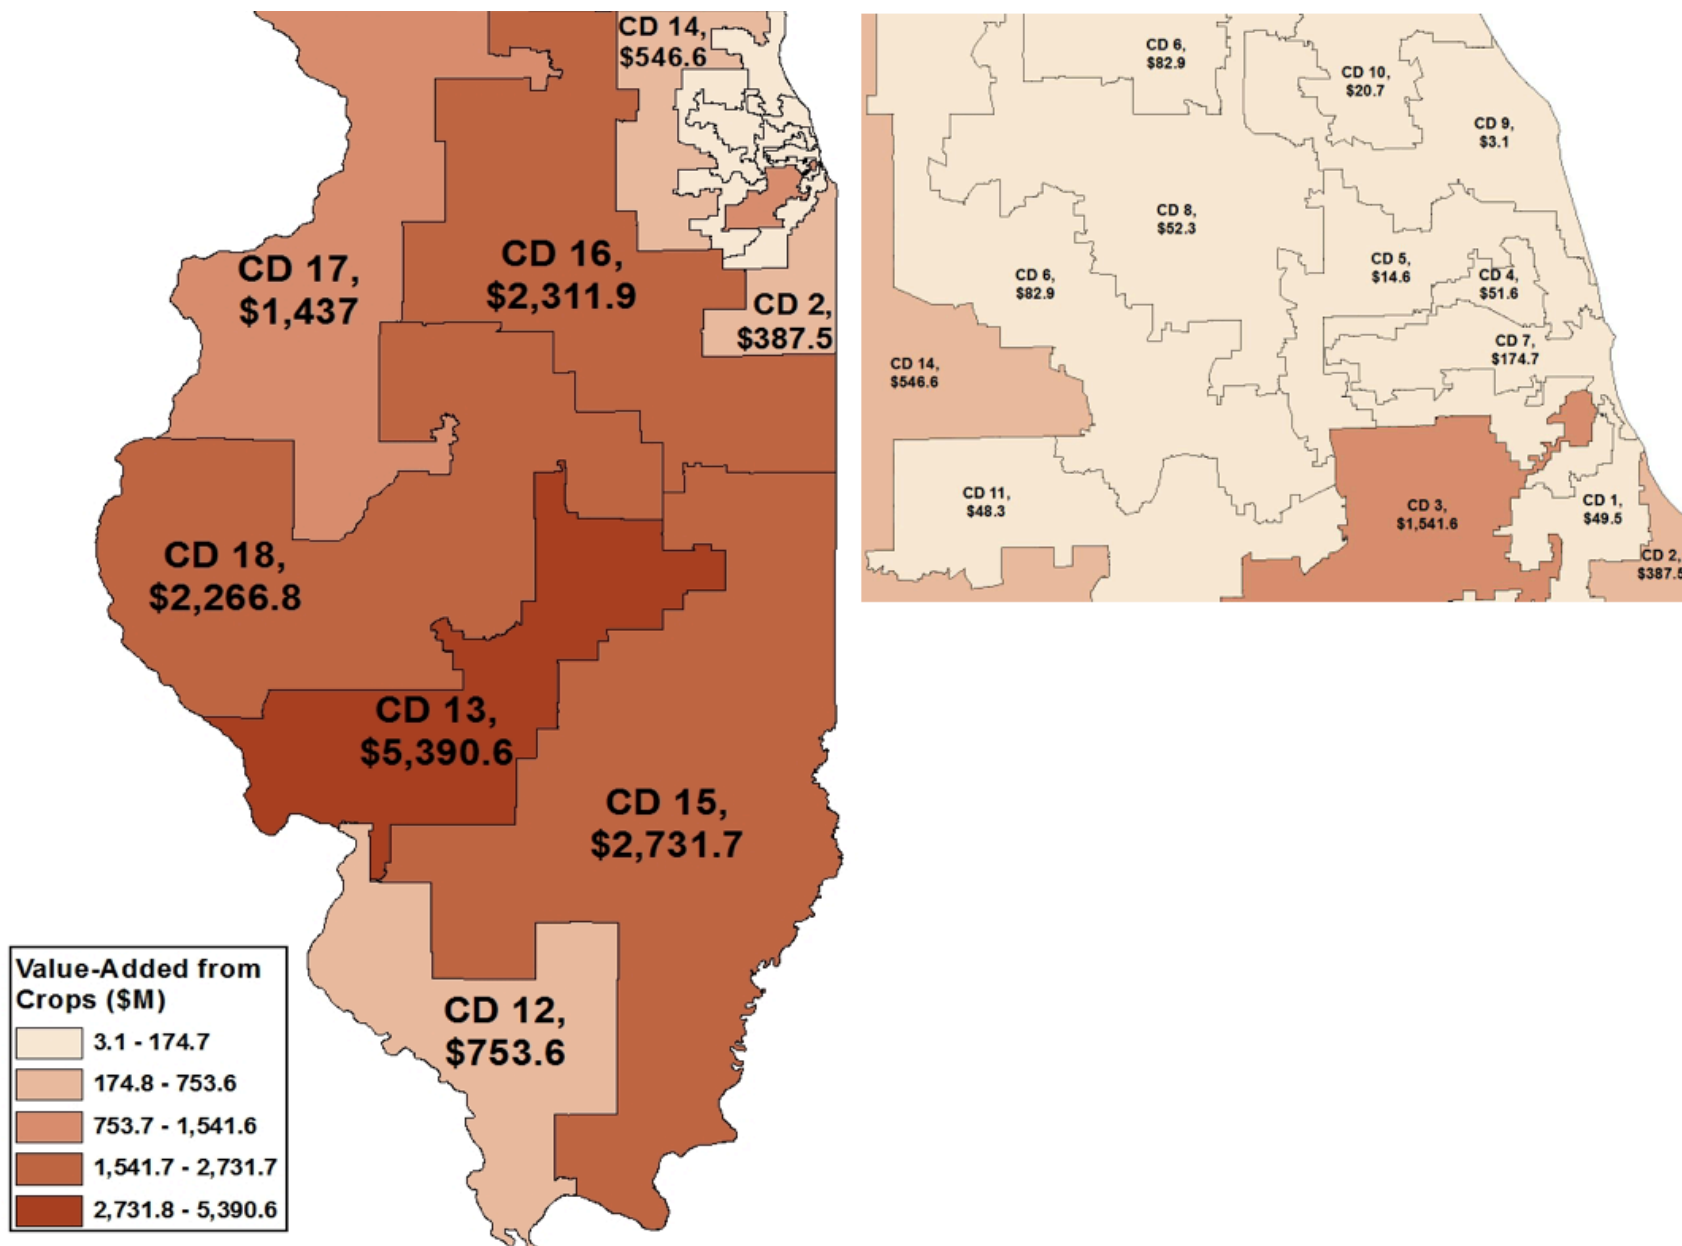 CD 14,
$546.6
CD 17,
$1,437
CD 16,
$2,311.9
CD 2,
$387.5
CD 18,
$2,266.8
CD 13,
$5,390.6
CD 15,
$2,731.7
CD 12,
$753.6
Value-Added from
Crops ($M)
3.1 - 174.7
174.8 - 753.6
753.7 - 1,541.6
1,541.7 - 2,731.7
2,731.8 - 5,390.6
CD 6,
$82.9
CD 10,
$20.7
CD 9,
$3.1
CD 8,
$52.3
CD 6,
$82.9
CD 5,
$14.6
CD 4,
$51.6
CD 7,
$174.7
CD 14,
$546.6
CD 11,
$48.3
CD 3,
$1,541.6
CD 1,
$49.5
CD 2,
$387.5